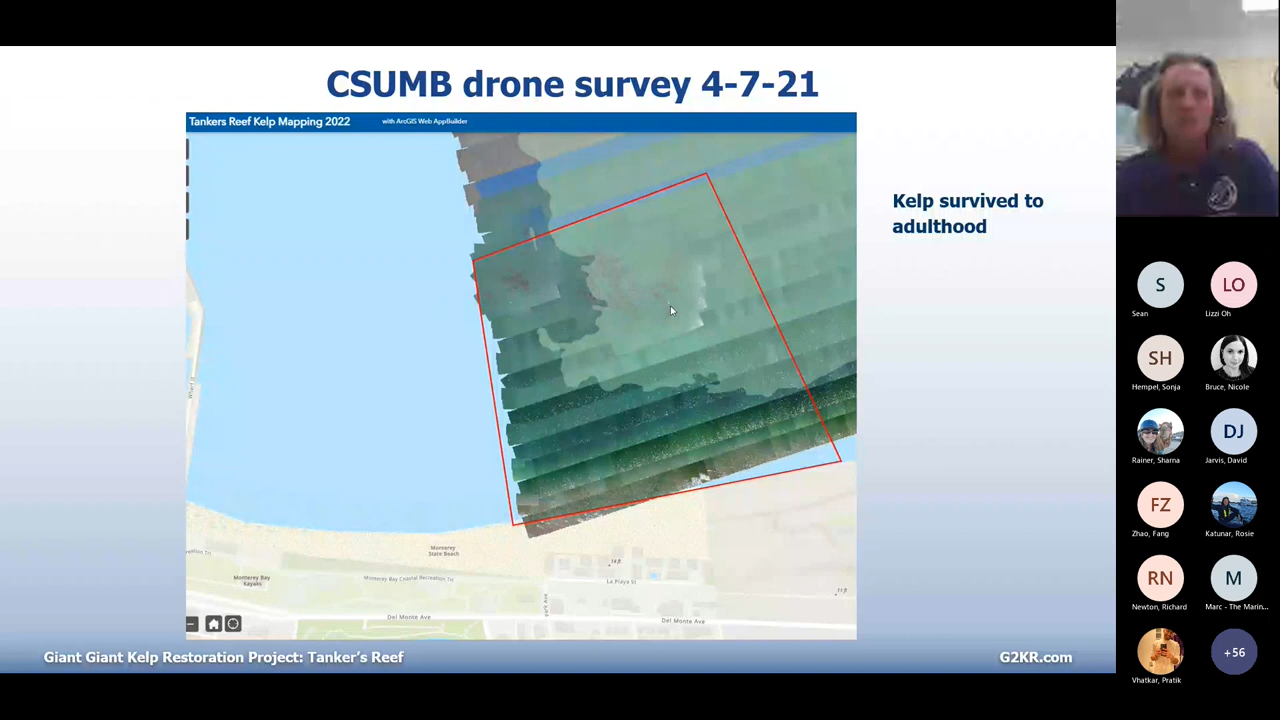 CSUMB drone survey 4-7-21
Tankers Reef Kelp Mapping 2022
with ArcGIS Web AppBuilder
Kelp survived to
adulthood
Monterey
State Beach
Monterey Bay
Kayaks
Monterey Bay Coastal Recreation Trl
La Playa St
Park Ave
Del Monte Ave
Del Monte Ave
Giant Giant Kelp Restoration Project: Tanker's Reef
G2KR.com
S
Sean
LO
Lizzi Oh
SH
Hempel, Sonja
Bruce, Nicole
Rainer, Sharna
DJ
Jarvis, David
FZ
Zhao, Fang
Katunar, Rosie
RN
Newton, Richard
M
Marc - The Marin...
Vhatkar, Pratik
+56